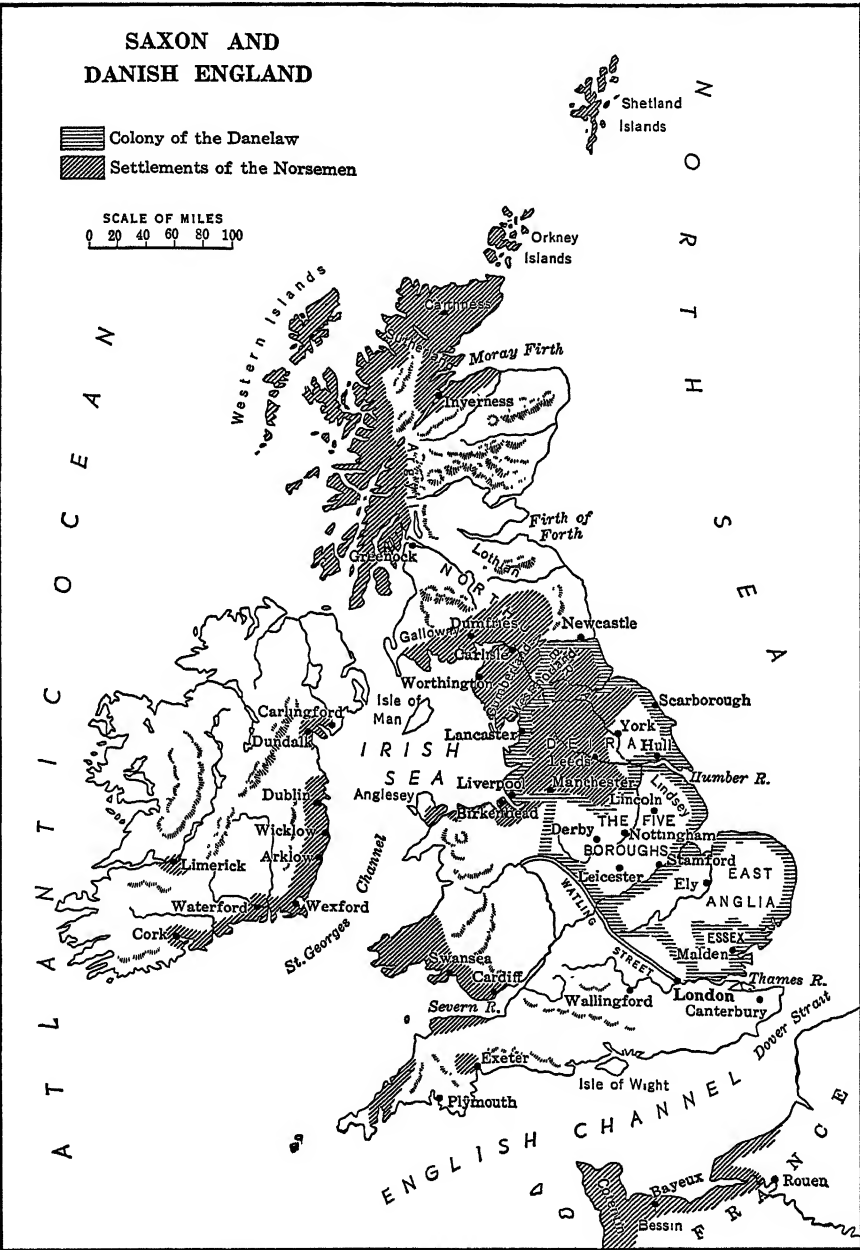 SAXON AND
DANISH ENGLAND
Colony of the Danelaw
Settlements of the Norsemen
SCALE OF MILES
0 20 40 60 80 100
Shetland
Islands
NORTH SEA
Orkney
Islands
Western Islands
ATLANTIC OCEAN
Caithness
Moray Firth
Inverness
Firth of
Forth
Lothian
Greenock
NORTH
Galloway
Dumfries
Newcastle
Carlisle
Cumberland
Westmorland
Worthington
Isle of
Man
Scarborough
Carlingford
Dundalk
Lancaster
York
DEIRA
Hull
Leeds
IRISH
SEA
Humber R.
Liverpool
Manchester
Lindsey
Dublin
Anglesey
Birkenhead
Lincoln
THE FIVE
Derby
Nottingham
BOROUGHS
Wicklow
Arklow
Channel
Stamford
Leicester
EAST
Ely
ANGLIA
Limerick
WATLING
STREET
Waterford
Wexford
Cork
St. Georges
ESSEX
Malden
Swansea
Cardiff
Thames R.
London
Wallingford
Canterbury
Severn R.
Dover Strait
Exeter
Isle of Wight
Plymouth
ENGLISH CHANNEL
FRANCE
Rouen
Bayeux
Bessin